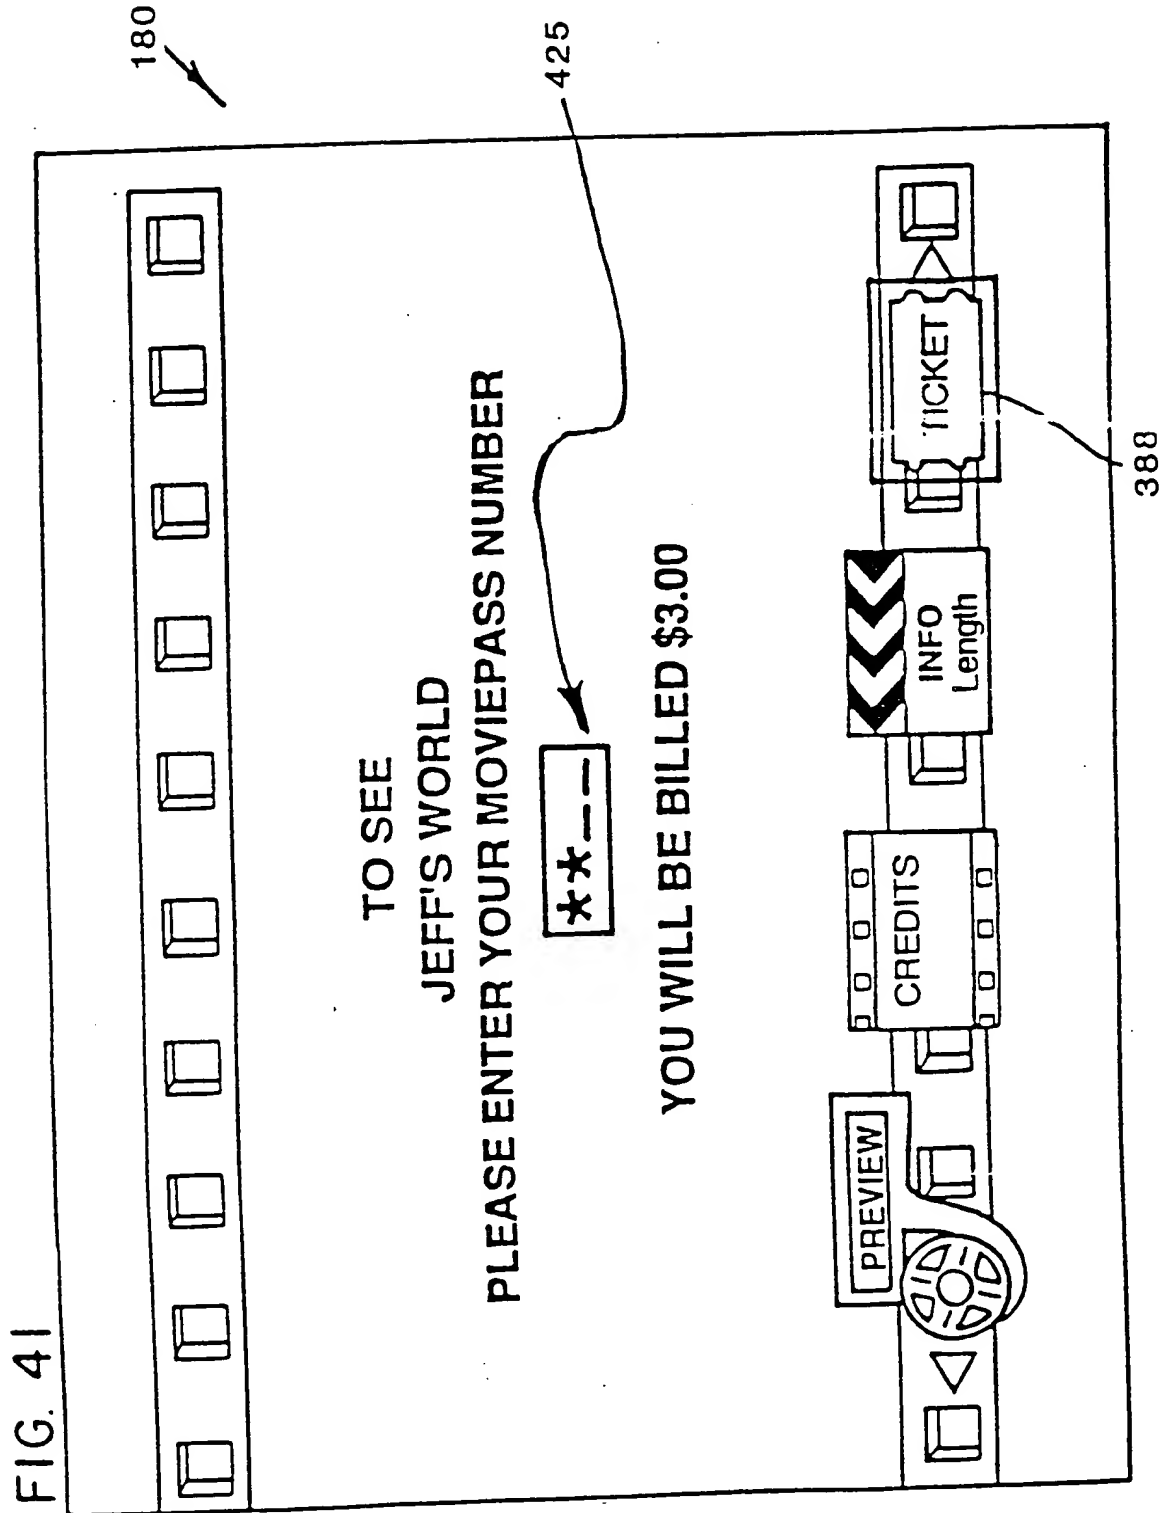 FIG. 41
180
425
TO SEE
JEFF'S WORLD
PLEASE ENTER YOUR MOVIEPASS NUMBER
**__
YOU WILL BE BILLED $3.00
PREVIEW
CREDITS
INFO
Length
TICKET
388